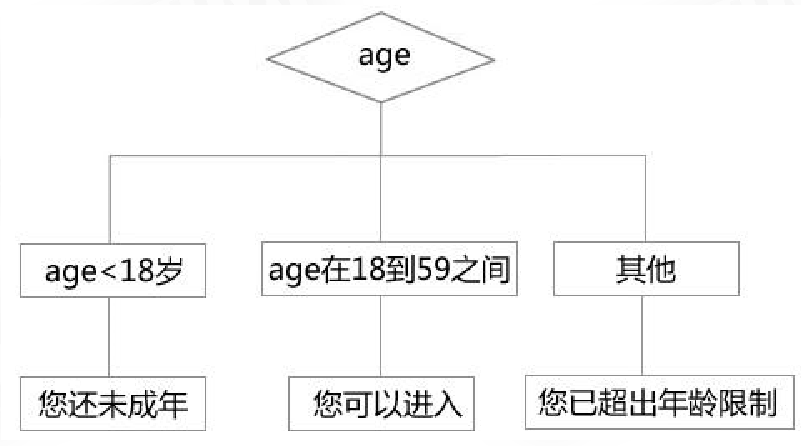 age
age<18岁
age在18到59之间
其他
您还未成年
您可以进入
您已超出年龄限制